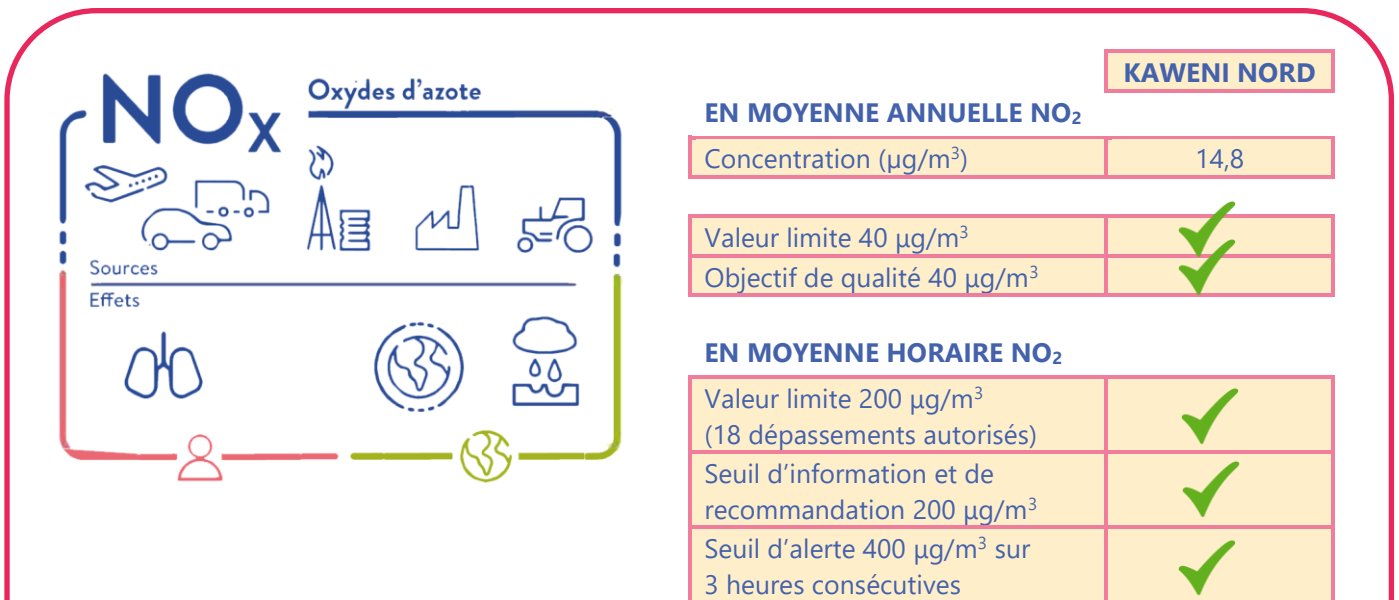 NOx
Oxydes d'azote
Sources
Effets
KAWENI NORD
EN MOYENNE ANNUELLE NO₂
Concentration (µg/m³) 14,8
Valeur limite 40 µg/m³
Objectif de qualité 40 µg/m³
EN MOYENNE HORAIRE NO₂
Valeur limite 200 µg/m³
(18 dépassements autorisés)
Seuil d’information et de
recommandation 200 µg/m³
Seuil d’alerte 400 µg/m³ sur
3 heures consécutives